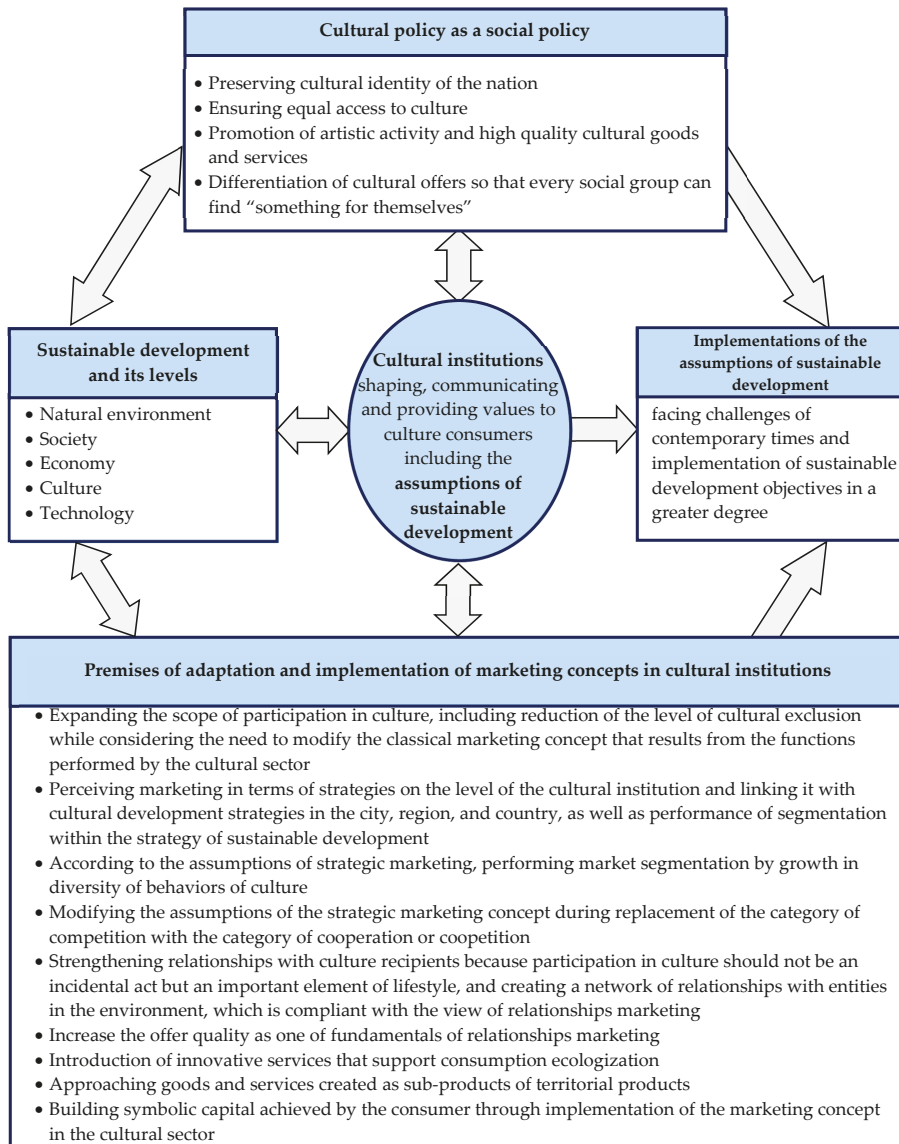 Cultural policy as a social policy
• Preserving cultural identity of the nation
• Ensuring equal access to culture
• Promotion of artistic activity and high quality cultural goods
and services
• Differentiation of cultural offers so that every social group can
find “something for themselves”
Sustainable development
and its levels
• Natural environment
• Society
• Economy
• Culture
• Technology
Cultural institutions
shaping, communicating
and providing values to
culture consumers
including the
assumptions of
sustainable
development
Implementations of the
assumptions of sustainable
development
facing challenges of
contemporary times and
implementation of sustainable
development objectives in a
greater degree
Premises of adaptation and implementation of marketing concepts in cultural institutions
• Expanding the scope of participation in culture, including reduction of the level of cultural exclusion
while considering the need to modify the classical marketing concept that results from the functions
performed by the cultural sector
• Perceiving marketing in terms of strategies on the level of the cultural institution and linking it with
cultural development strategies in the city, region, and country, as well as performance of segmentation
within the strategy of sustainable development
• According to the assumptions of strategic marketing, performing market segmentation by growth in
diversity of behaviors of culture
• Modifying the assumptions of the strategic marketing concept during replacement of the category of
competition with the category of cooperation or coopetition
• Strengthening relationships with culture recipients because participation in culture should not be an
incidental act but an important element of lifestyle, and creating a network of relationships with entities
in the environment, which is compliant with the view of relationships marketing
• Increase the offer quality as one of fundamentals of relationships marketing
• Introduction of innovative services that support consumption ecologization
• Approaching goods and services created as sub-products of territorial products
• Building symbolic capital achieved by the consumer through implementation of the marketing concept
in the cultural sector